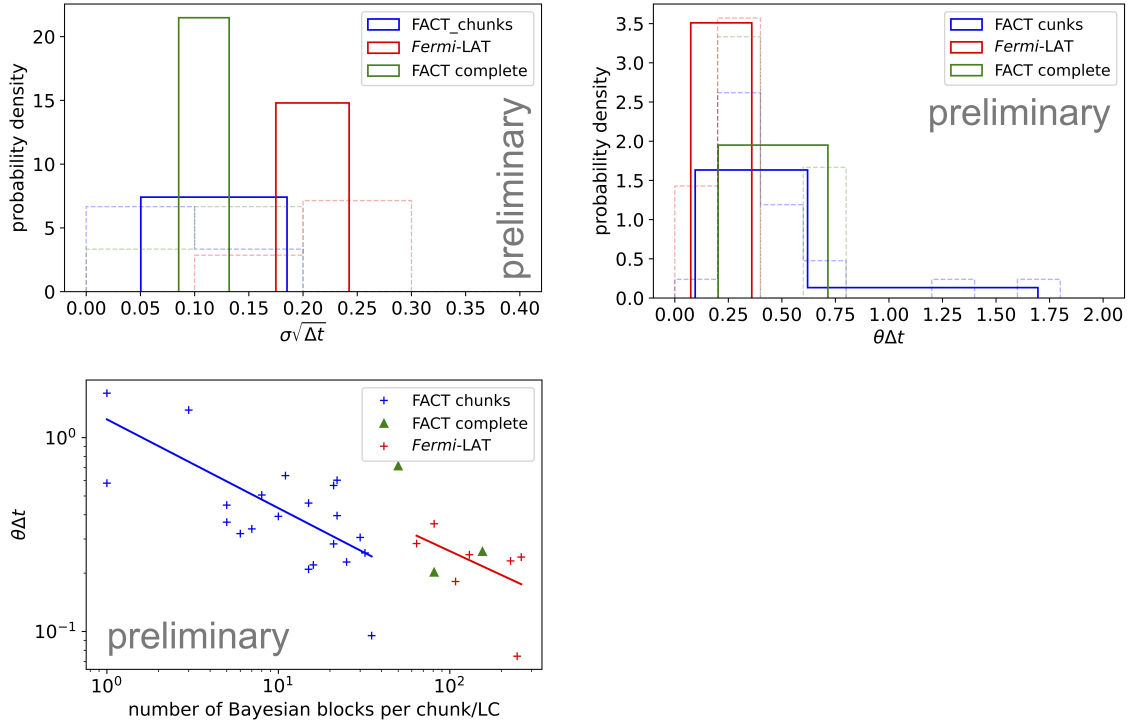 FACT_chunks
Fermi-LAT
FACT complete
preliminary
probability density
20
15
10
5
0
0.00 0.05 0.10 0.15 0.20 0.25 0.30 0.35 0.40
σ√Δt
FACT cunks
Fermi-LAT
FACT complete
preliminary
probability density
3.5
3.0
2.5
2.0
1.5
1.0
0.5
0.0
0.00 0.25 0.50 0.75 1.00 1.25 1.50 1.75 2.00
θΔt
FACT chunks
FACT complete
Fermi-LAT
θΔt
10⁰
10⁻¹
preliminary
10⁰ 10¹ 10²
number of Bayesian blocks per chunk/LC